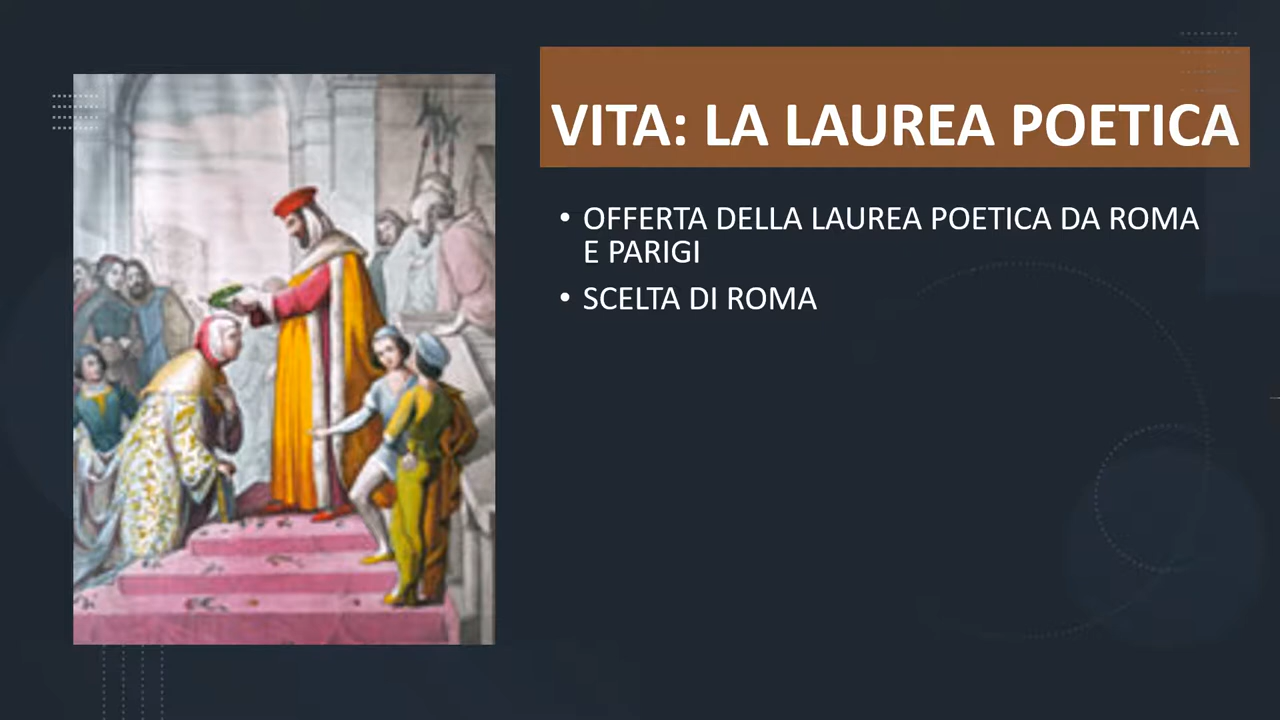 VITA: LA LAUREA POETICA
• OFFERTA DELLA LAUREA POETICA DA ROMA
E PARIGI
• SCELTA DI ROMA